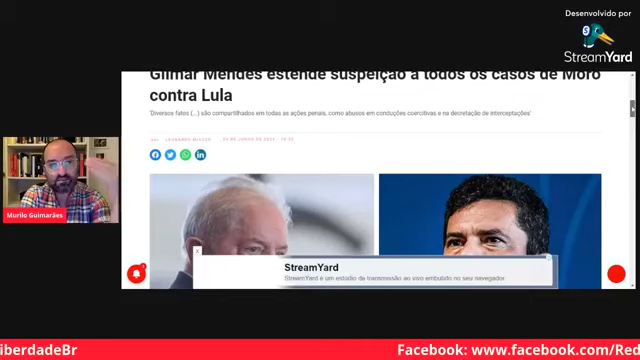 Desenvolvido por
StreamYard
Gilmar Mendes estende suspeição a todos os casos de Moro
contra Lula
'Diversos fatos (...) são compartilhados em todas as ações penais, como abusos em conduções coercitivas e na decretação de interceptações'
Murilo Guimarães
StreamYard
StreamYard é um estúdio de transmissão ao vivo embutido no seu navegador
iberdadeBr
Facebook: www.facebook.com/Red